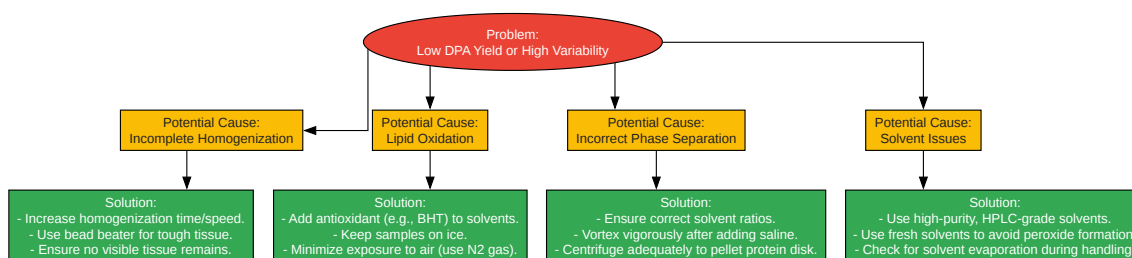 Problem:
Low DPA Yield or High Variability
Potential Cause:
Incomplete Homogenization
Potential Cause:
Lipid Oxidation
Potential Cause:
Incorrect Phase Separation
Potential Cause:
Solvent Issues
Solution:
- Increase homogenization time/speed.
- Use bead beater for tough tissue.
- Ensure no visible tissue remains.
Solution:
- Add antioxidant (e.g., BHT) to solvents.
- Keep samples on ice.
- Minimize exposure to air (use N2 gas).
Solution:
- Ensure correct solvent ratios.
- Vortex vigorously after adding saline.
- Centrifuge adequately to pellet protein disk.
Solution:
- Use high-purity, HPLC-grade solvents.
- Use fresh solvents to avoid peroxide formation
- Check for solvent evaporation during handling